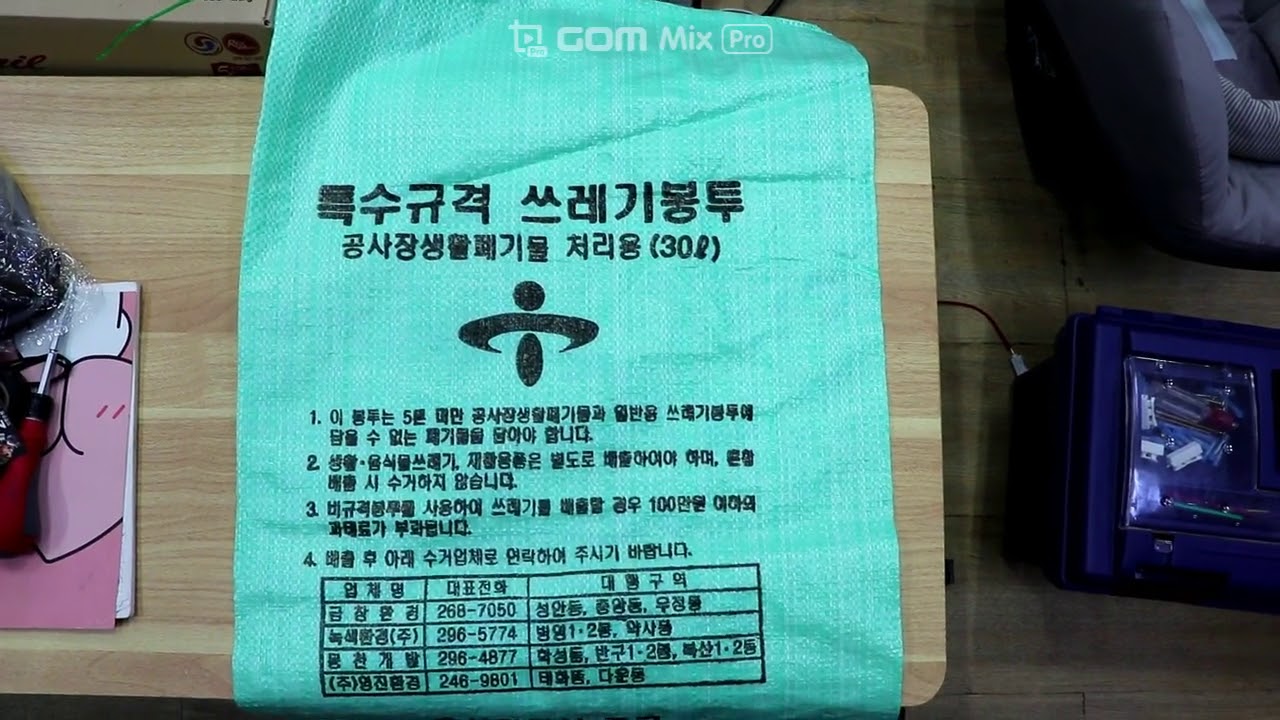 GOM Mix Pro
Pro
특수규격 쓰레기봉투
공사장생활폐기물 처리용(30ℓ)
1. 이 봉투는 5톤 미만 공사장생활폐기물과 일반용 쓰레기봉투에
담을 수 없는 폐기물을 담아야 합니다.
2. 생활·음식물쓰레기, 재활용품은 별도로 배출하여야 하며, 혼합
배출 시 수거하지 않습니다.
3. 비규격봉투를 사용하여 쓰레기를 배출할 경우 100만원 이하의
과태료가 부과됩니다.
4. 배출 후 아래 수거업체로 연락하여 주시기 바랍니다.
업체명 대표전화 대행구역
금창환경 268-7050 성안동, 중앙동, 우정동
녹색환경(주) 296-5774 병영1·2동, 약사동
296-4877 학성동, 반구1·2동, 복산1·2동
(주)영진환경 246-9801 태화동, 다운동